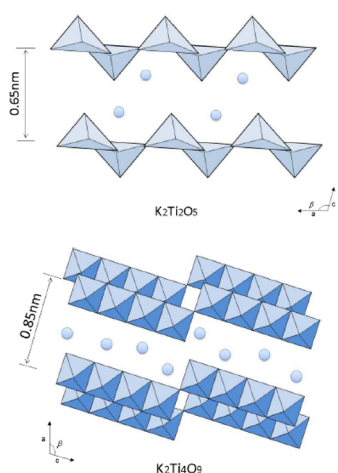 0.65nm
K2Ti2O5
β
a c
0.85nm
a β
c
K2Ti4O9